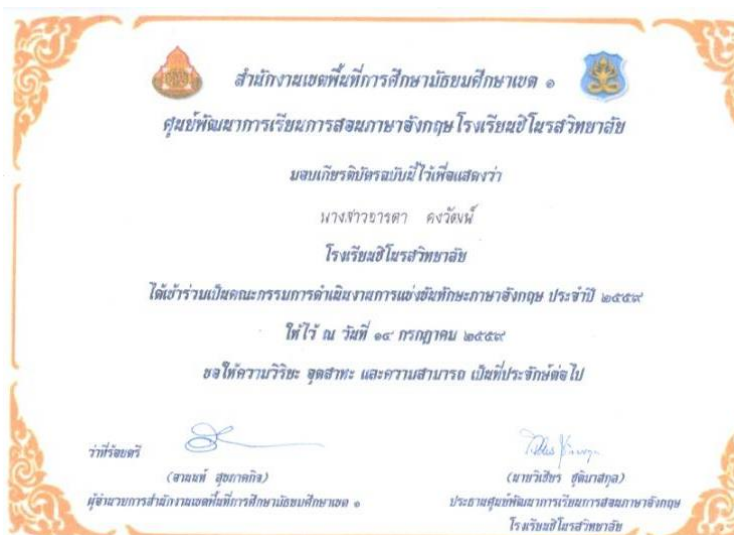 สำนักงานเขตพื้นที่การศึกษามัธยมศึกษาเขต ๑
ศูนย์พัฒนาการเรียนการสอนภาษาอังกฤษโรงเรียนชิโนรสวิทยาลัย
มอบเกียรติบัตรฉบับนี้ไว้เพื่อแสดงว่า
นางสาวธารดา คงวัฒน์
โรงเรียนชิโนรสวิทยาลัย
ได้เข้าร่วมเป็นคณะกรรมการดำเนินงานการแข่งขันทักษะภาษาอังกฤษ ประจำปี ๒๕๕๙
ให้ไว้ ณ วันที่ ๑๔ กรกฎาคม ๒๕๕๙
ขอให้ความวิริยะ อุตสาหะ และความสามารถ เป็นที่ประจักษ์ต่อไป
ว่าที่ร้อยตรี
(อานนท์ สุขภาคกิจ)
ผู้อำนวยการสำนักงานเขตพื้นที่การศึกษามัธยมศึกษาเขต ๑
(นายวิเชียร ชุติมาสกุล)
ประธานศูนย์พัฒนาการเรียนการสอนภาษาอังกฤษ
โรงเรียนชิโนรสวิทยาลัย